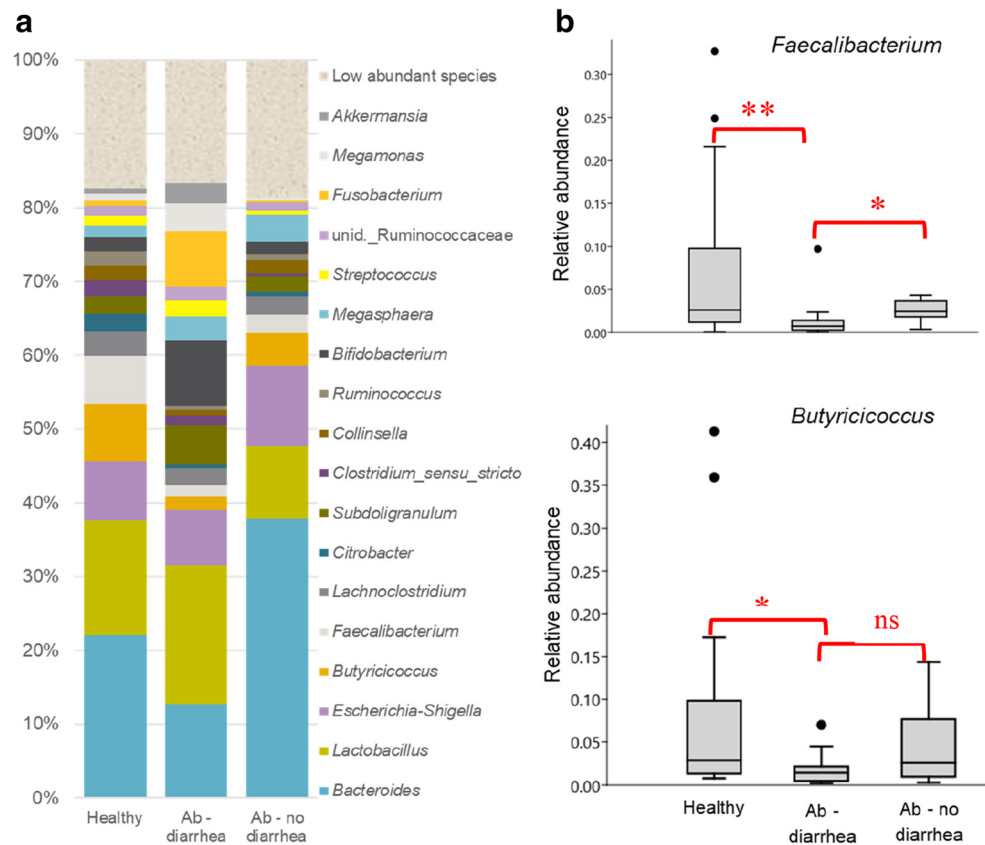 a
100%
90%
80%
70%
60%
50%
40%
30%
20%
10%
0%
Healthy
Ab -
diarrhea
Ab - no
diarrhea
Low abundant species
Akkermansia
Megamonas
Fusobacterium
unid._Ruminococcaceae
Streptococcus
Megasphaera
Bifidobacterium
Ruminococcus
Collinsella
Clostridium_sensu_stricto
Subdoligranulum
Citrobacter
Lachnoclostridium
Faecalibacterium
Butyricicoccus
Escherichia-Shigella
Lactobacillus
Bacteroides
b
Faecalibacterium
Relative abundance
0.30
0.25
0.20
0.15
0.10
0.05
0.00
**
*
Butyricicoccus
Relative abundance
0.40
0.35
0.30
0.25
0.20
0.15
0.10
0.05
0.00
*
ns
Healthy
Ab -
diarrhea
Ab - no
diarrhea